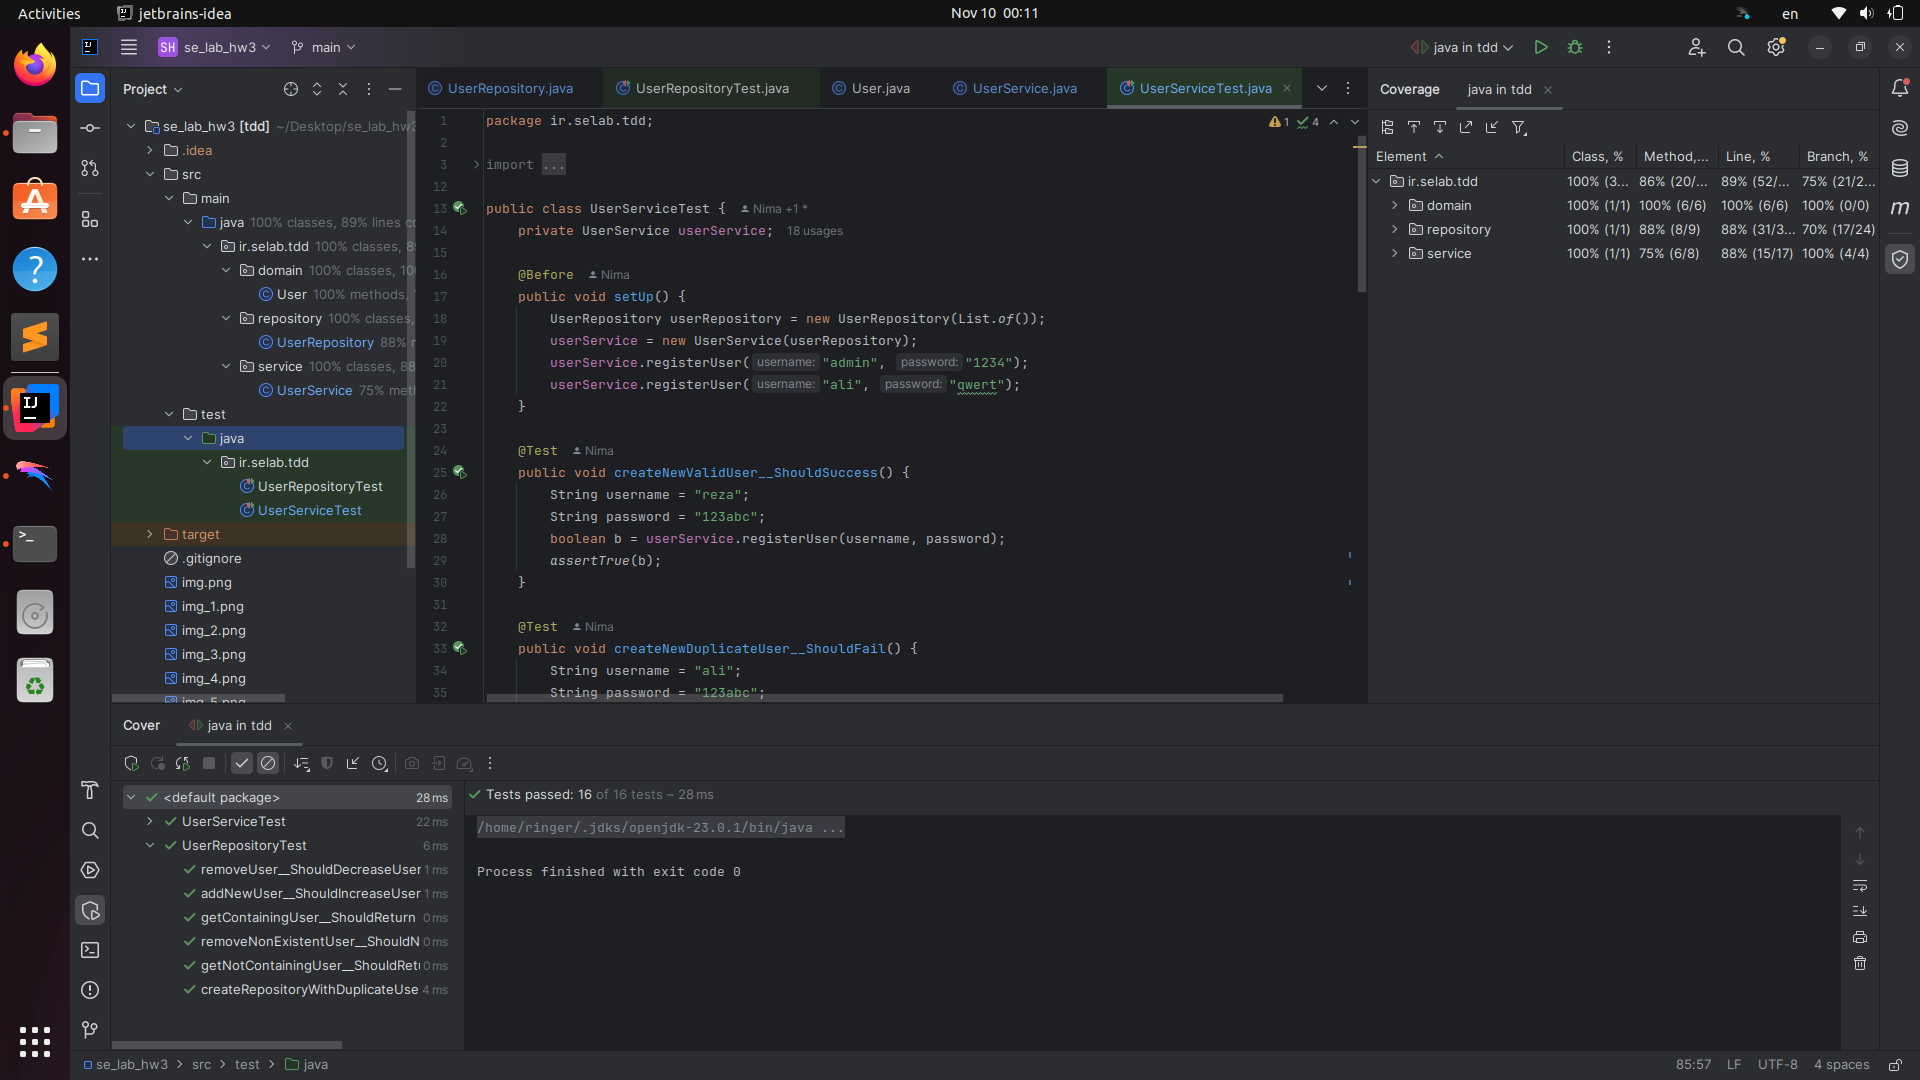 Activities
jetbrains-idea
Nov 10 00:11
en
SH se_lab_hw3
main
java in tdd
Project
se_lab_hw3 [tdd] ~/Desktop/se_lab_hw3
.idea
src
main
java 100% classes, 89% lines co
ir.selab.tdd 100% classes, 89
domain 100% classes, 100
User 100% methods,
repository 100% classes,
UserRepository 88% m
service 100% classes, 88
UserService 75% meth
test
java
ir.selab.tdd
UserRepositoryTest
UserServiceTest
target
.gitignore
img.png
img_1.png
img_2.png
img_3.png
img_4.png
img_5.png
UserRepository.java
UserRepositoryTest.java
User.java
UserService.java
UserServiceTest.java
1 4
1 package ir.selab.tdd;
2
3 import ...
12
13 public class UserServiceTest { Nima +1 *
14 private UserService userService; 18 usages
15
16 @Before Nima
17 public void setUp() {
18 UserRepository userRepository = new UserRepository(List.of());
19 userService = new UserService(userRepository);
20 userService.registerUser( username: "admin", password: "1234");
21 userService.registerUser( username: "ali", password: "qwert");
22 }
23
24 @Test Nima
25 public void createNewValidUser__ShouldSuccess() {
26 String username = "reza";
27 String password = "123abc";
28 boolean b = userService.registerUser(username, password);
29 assertTrue(b);
30 }
31
32 @Test Nima
33 public void createNewDuplicateUser__ShouldFail() {
34 String username = "ali";
35 String password = "123abc";
Coverage
java in tdd
Element Class, % Method,... Line, % Branch, %
ir.selab.tdd 100% (3... 86% (20/... 89% (52/... 75% (21/2...
domain 100% (1/1) 100% (6/6) 100% (6/6) 100% (0/0)
repository 100% (1/1) 88% (8/9) 88% (31/3... 70% (17/24)
service 100% (1/1) 75% (6/8) 88% (15/17) 100% (4/4)
m
Cover
java in tdd
<default package> 28 ms
UserServiceTest 22 ms
UserRepositoryTest 6 ms
removeUser__ShouldDecreaseUser 1 ms
addNewUser__ShouldIncreaseUser 1 ms
getContainingUser__ShouldReturn 0 ms
removeNonExistentUser__ShouldN 0 ms
getNotContainingUser__ShouldRetu 0 ms
createRepositoryWithDuplicateUse 4 ms
Tests passed: 16 of 16 tests – 28 ms
/home/ringer/.jdks/openjdk-23.0.1/bin/java ...
Process finished with exit code 0
se_lab_hw3 > src > test > java
85:57 LF UTF-8 4 spaces